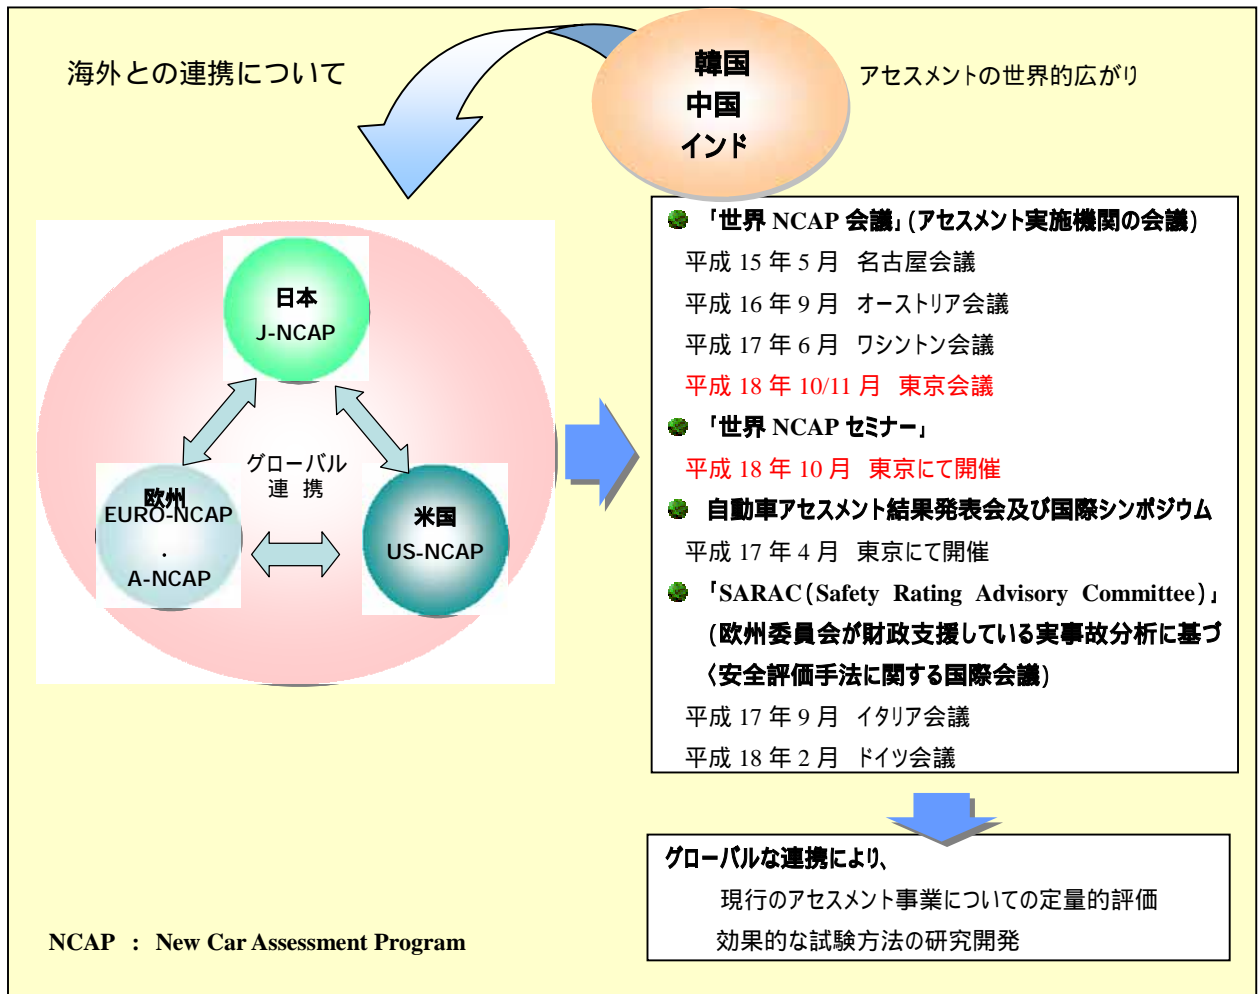 海外との連携について
韓国
中国
インド
アセスメントの世界的広がり
日本
J-NCAP
グローバル
連 携
欧州
EURO-NCAP
.
A-NCAP
米国
US-NCAP
「世界 NCAP 会議」(アセスメント実施機関の会議)
平成 15 年 5 月 名古屋会議
平成 16 年 9 月 オーストリア会議
平成 17 年 6 月 ワシントン会議
平成 18 年 10/11 月 東京会議
「世界 NCAP セミナー」
平成 18 年 10 月 東京にて開催
自動車アセスメント結果発表会及び国際シンポジウム
平成 17 年 4 月 東京にて開催
「SARAC(Safety Rating Advisory Committee)」
(欧州委員会が財政支援している実事故分析に基づ
く安全評価手法に関する国際会議)
平成 17 年 9 月 イタリア会議
平成 18 年 2 月 ドイツ会議
グローバルな連携により、
現行のアセスメント事業についての定量的評価
効果的な試験方法の研究開発
NCAP : New Car Assessment Program